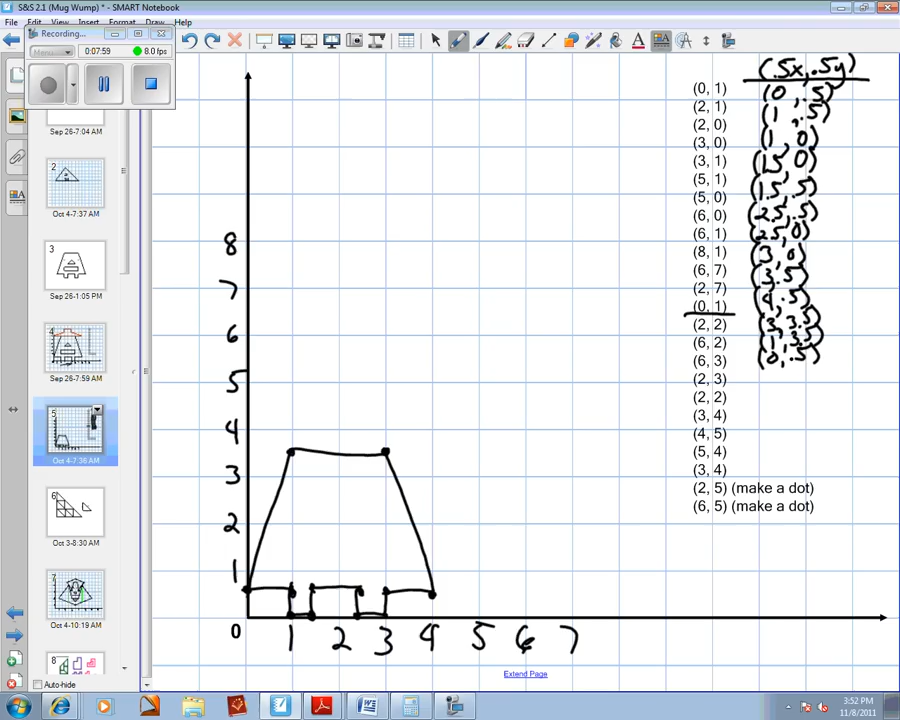 S&S 2.1 (Mug Wump) * - SMART Notebook
File Edit View Insert Format Draw Help
Recording...
Menu 0:07:59 8.0 fps
Sep 26-7:04 AM
2
Oct 4-7:37 AM
3
Sep 26-1:05 PM
4
Sep 26-7:59 AM
5
Oct 4-7:36 AM
6
Oct 3-8:30 AM
7
Oct 4-10:19 AM
8
Auto-hide
8
7
6
5
4
3
2
1
0 1 2 3 4 5 6 7
Extend Page
(0, 1)
(2, 1)
(2, 0)
(3, 0)
(3, 1)
(5, 1)
(5, 0)
(6, 0)
(6, 1)
(8, 1)
(6, 7)
(2, 7)
(0, 1)
(2, 2)
(6, 2)
(6, 3)
(2, 3)
(2, 2)
(3, 4)
(4, 5)
(5, 4)
(3, 4)
(2, 5) (make a dot)
(6, 5) (make a dot)
(.5x, .5y)
(0, .5)
(1, .5)
(1, 0)
(1.5, 0)
(1.5, .5)
(2.5, .5)
(2.5, 0)
(3, 0)
(3, .5)
(4, .5)
(3, 3.5)
(1, 3.5)
(0, .5)
3:52 PM
11/8/2011